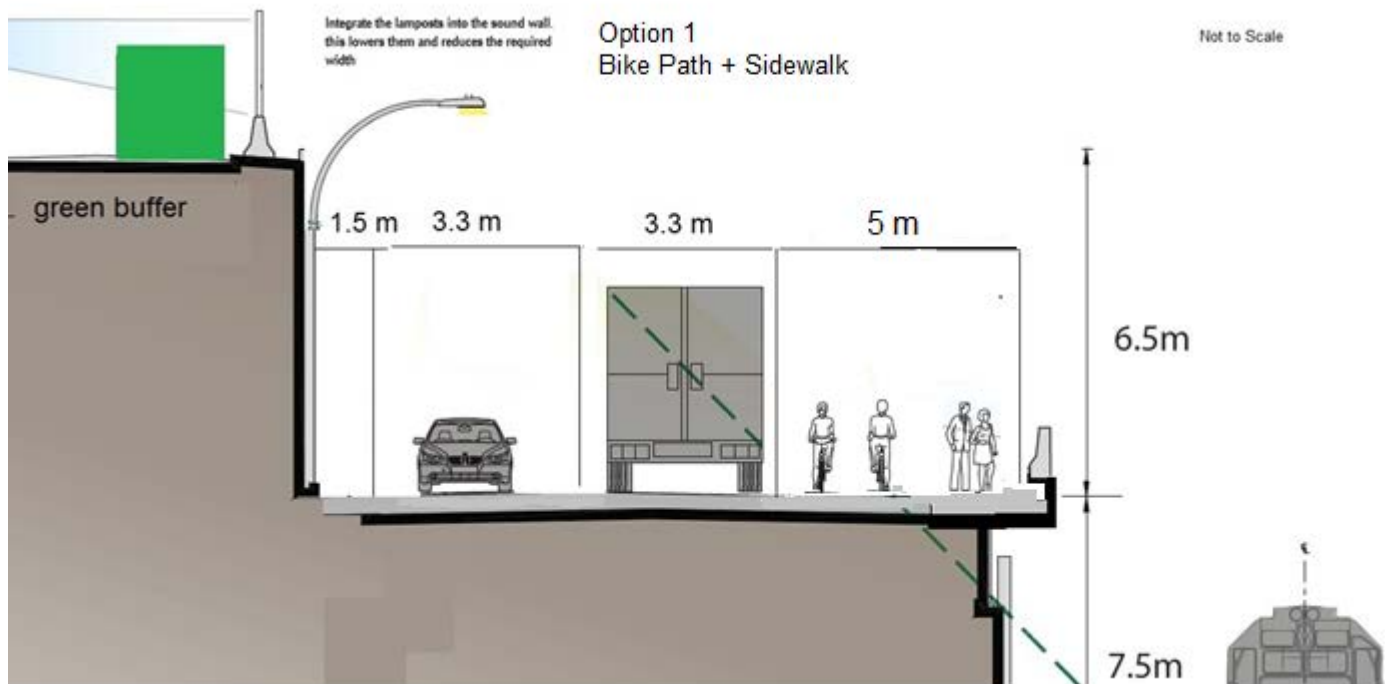 Integrate the lamposts into the sound wall.
this lowers them and reduces the required
width
Option 1
Bike Path + Sidewalk
Not to Scale
green buffer
1.5 m
3.3 m
3.3 m
5 m
6.5m
7.5m